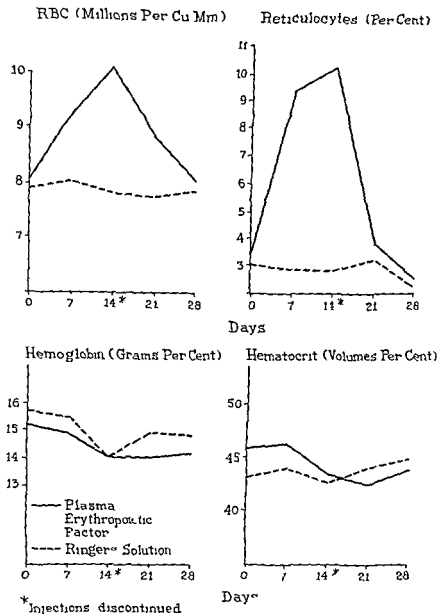 RBC (Millions Per Cu Mm)
Reticulocytes (Per Cent)
10
9
8
7
0 7 14* 21 28
11
10
9
8
7
6
5
4
3
0 7 14* 21 28
Days
Hemoglobin (Grams Per Cent)
Hematocrit (Volumes Per Cent)
16
15
14
13
Plasma
Erythropoetic
Factor
Ringer's Solution
0 7 14* 21 28
50
45
40
0 7 14* 21 28
Days
*Injections discontinued